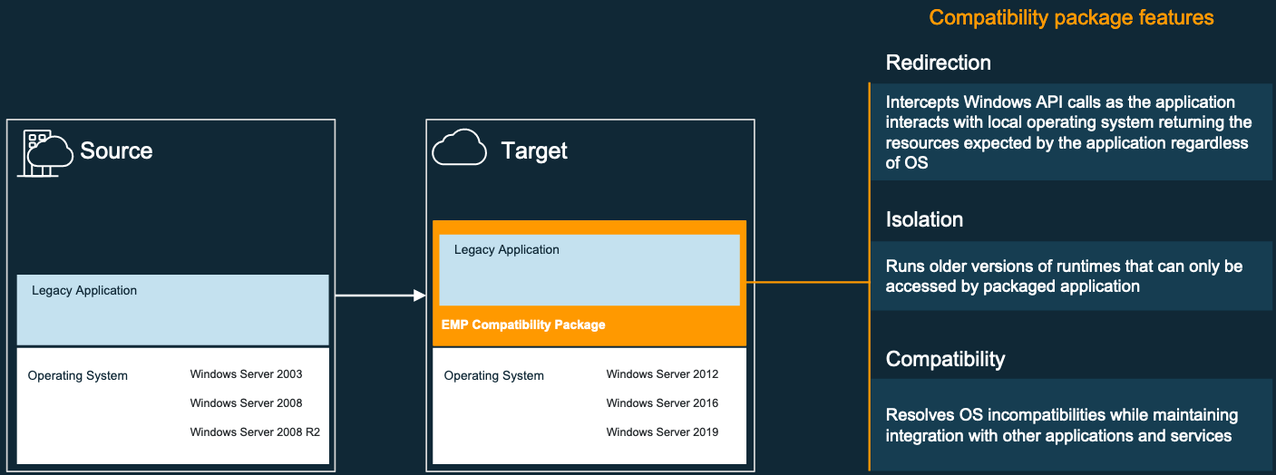 Compatibility package features
Source
Legacy Application
Operating System
Windows Server 2003
Windows Server 2008
Windows Server 2008 R2
Target
Legacy Application
EMP Compatibility Package
Operating System
Windows Server 2012
Windows Server 2016
Windows Server 2019
Redirection
Intercepts Windows API calls as the application
interacts with local operating system returning the
resources expected by the application regardless
of OS
Isolation
Runs older versions of runtimes that can only be
accessed by packaged application
Compatibility
Resolves OS incompatibilities while maintaining
integration with other applications and services